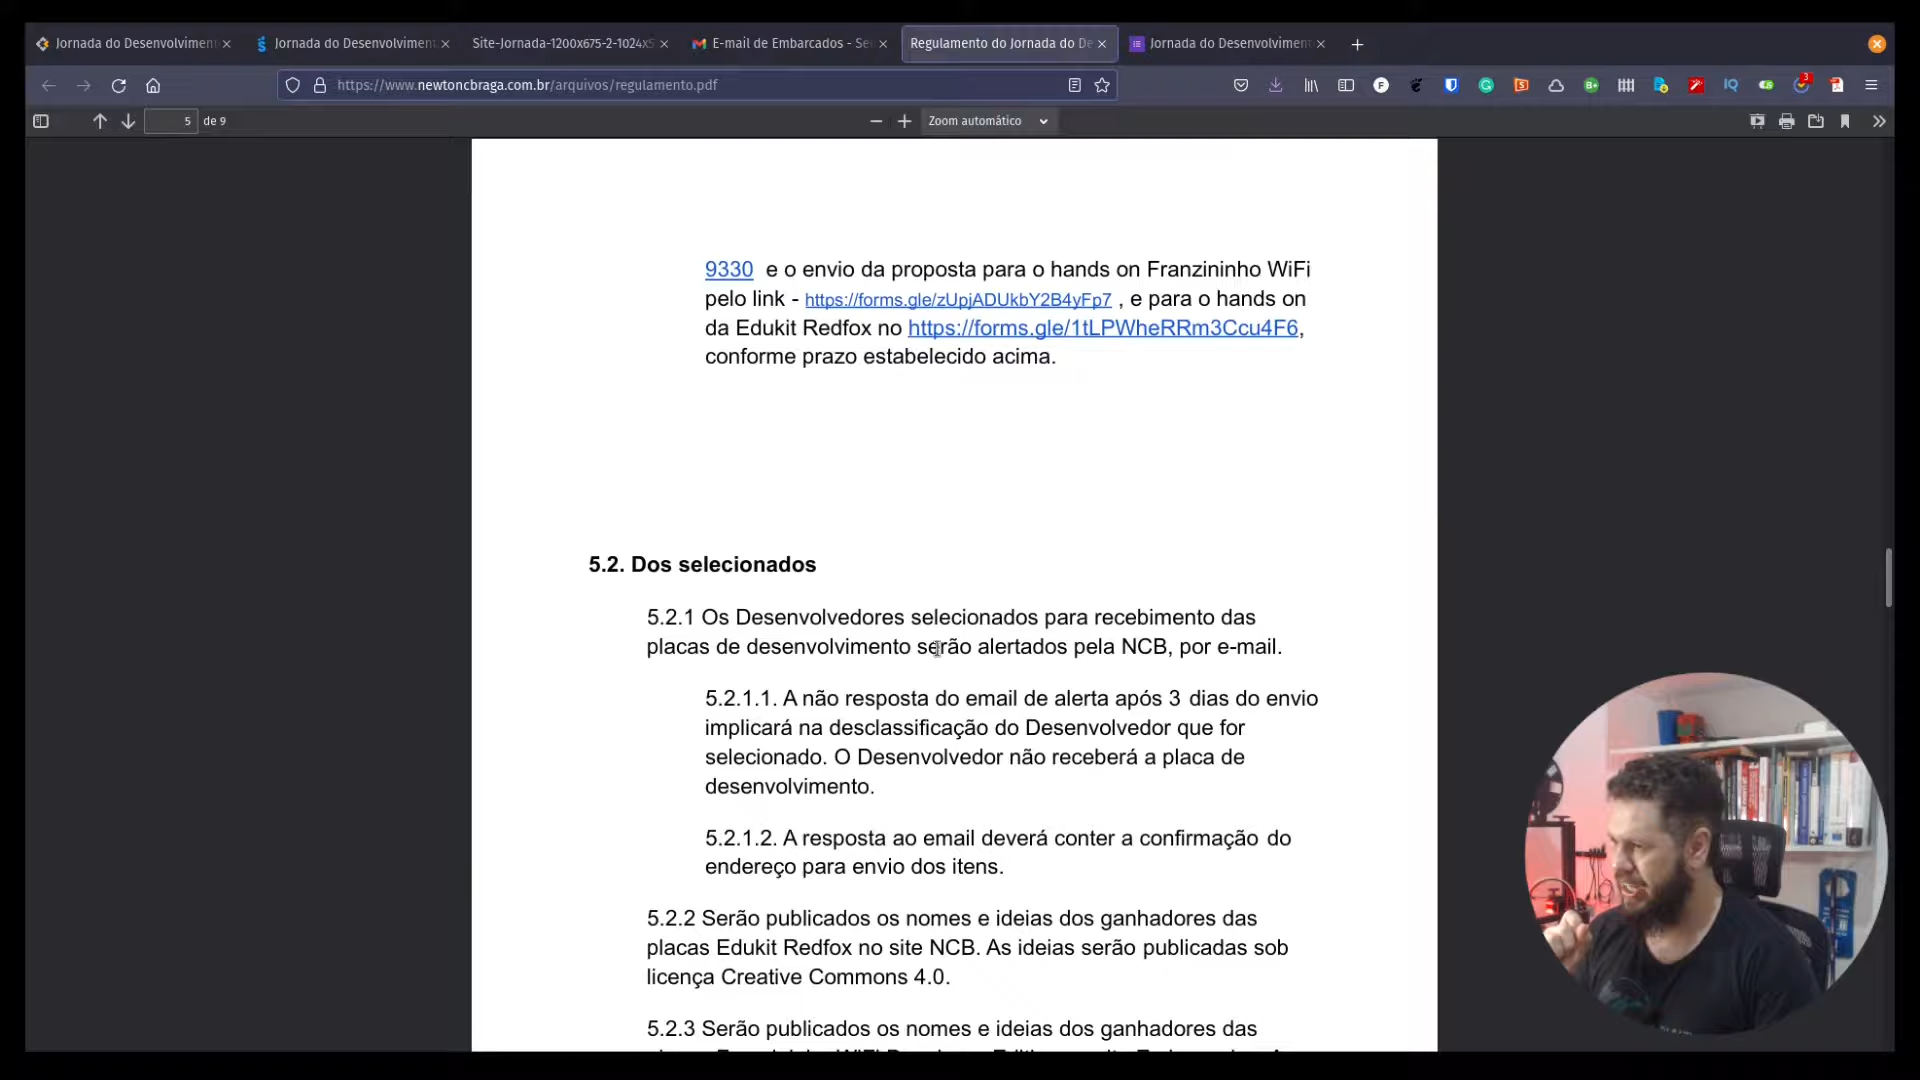 Jornada do Desenvolvimen
Jornada do Desenvolviment
Site-Jornada-1200x675-2-1024x5
E-mail de Embarcados - Se
Regulamento do Jornada do De
Jornada do Desenvolvimen
https://www.newtoncbraga.com.br/arquivos/regulamento.pdf
5 de 9
Zoom automático
9330 e o envio da proposta para o hands on Franzininho WiFi
pelo link - https://forms.gle/zUpjADUkbY2B4yFp7 , e para o hands on
da Edukit Redfox no https://forms.gle/1tLPWheRRm3Ccu4F6,
conforme prazo estabelecido acima.
5.2. Dos selecionados
5.2.1 Os Desenvolvedores selecionados para recebimento das
placas de desenvolvimento serão alertados pela NCB, por e-mail.
5.2.1.1. A não resposta do email de alerta após 3 dias do envio
implicará na desclassificação do Desenvolvedor que for
selecionado. O Desenvolvedor não receberá a placa de
desenvolvimento.
5.2.1.2. A resposta ao email deverá conter a confirmação do
endereço para envio dos itens.
5.2.2 Serão publicados os nomes e ideias dos ganhadores das
placas Edukit Redfox no site NCB. As ideias serão publicadas sob
licença Creative Commons 4.0.
5.2.3 Serão publicados os nomes e ideias dos ganhadores das